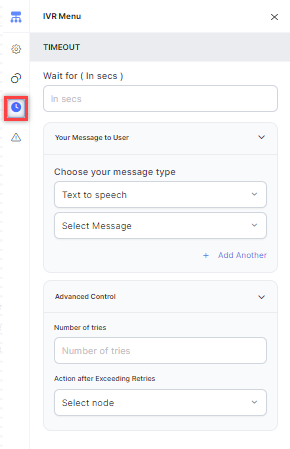 IVR Menu
TIMEOUT
Wait for ( In secs )
In secs
Your Message to User
Choose your message type
Text to speech
Select Message
+ Add Another
Advanced Control
Number of tries
Number of tries
Action after Exceeding Retries
Select node